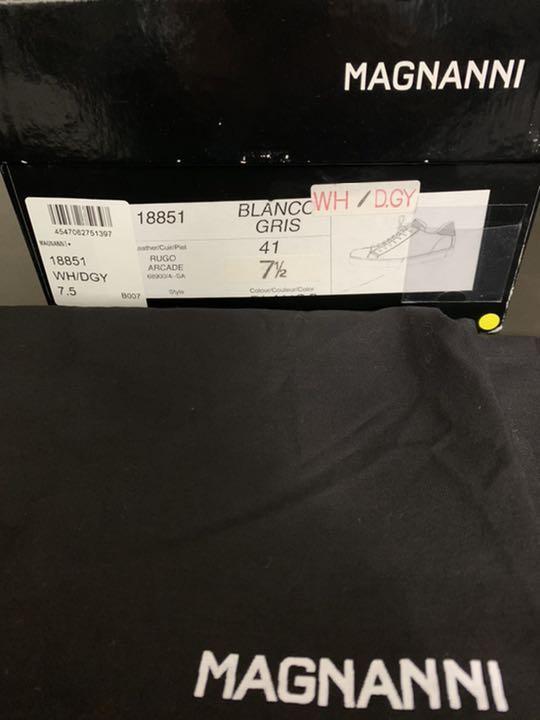 MAGNANNI
4547062751397
MAGNANNI
18851
WH/DGY
7.5
B007
18851
BLANCO
WH / D.GY
GRIS
Leather/Cuir/Piel
41
RUGO
7½
ARCADE
Style
Colour/Couleur/Color
MAGNANNI